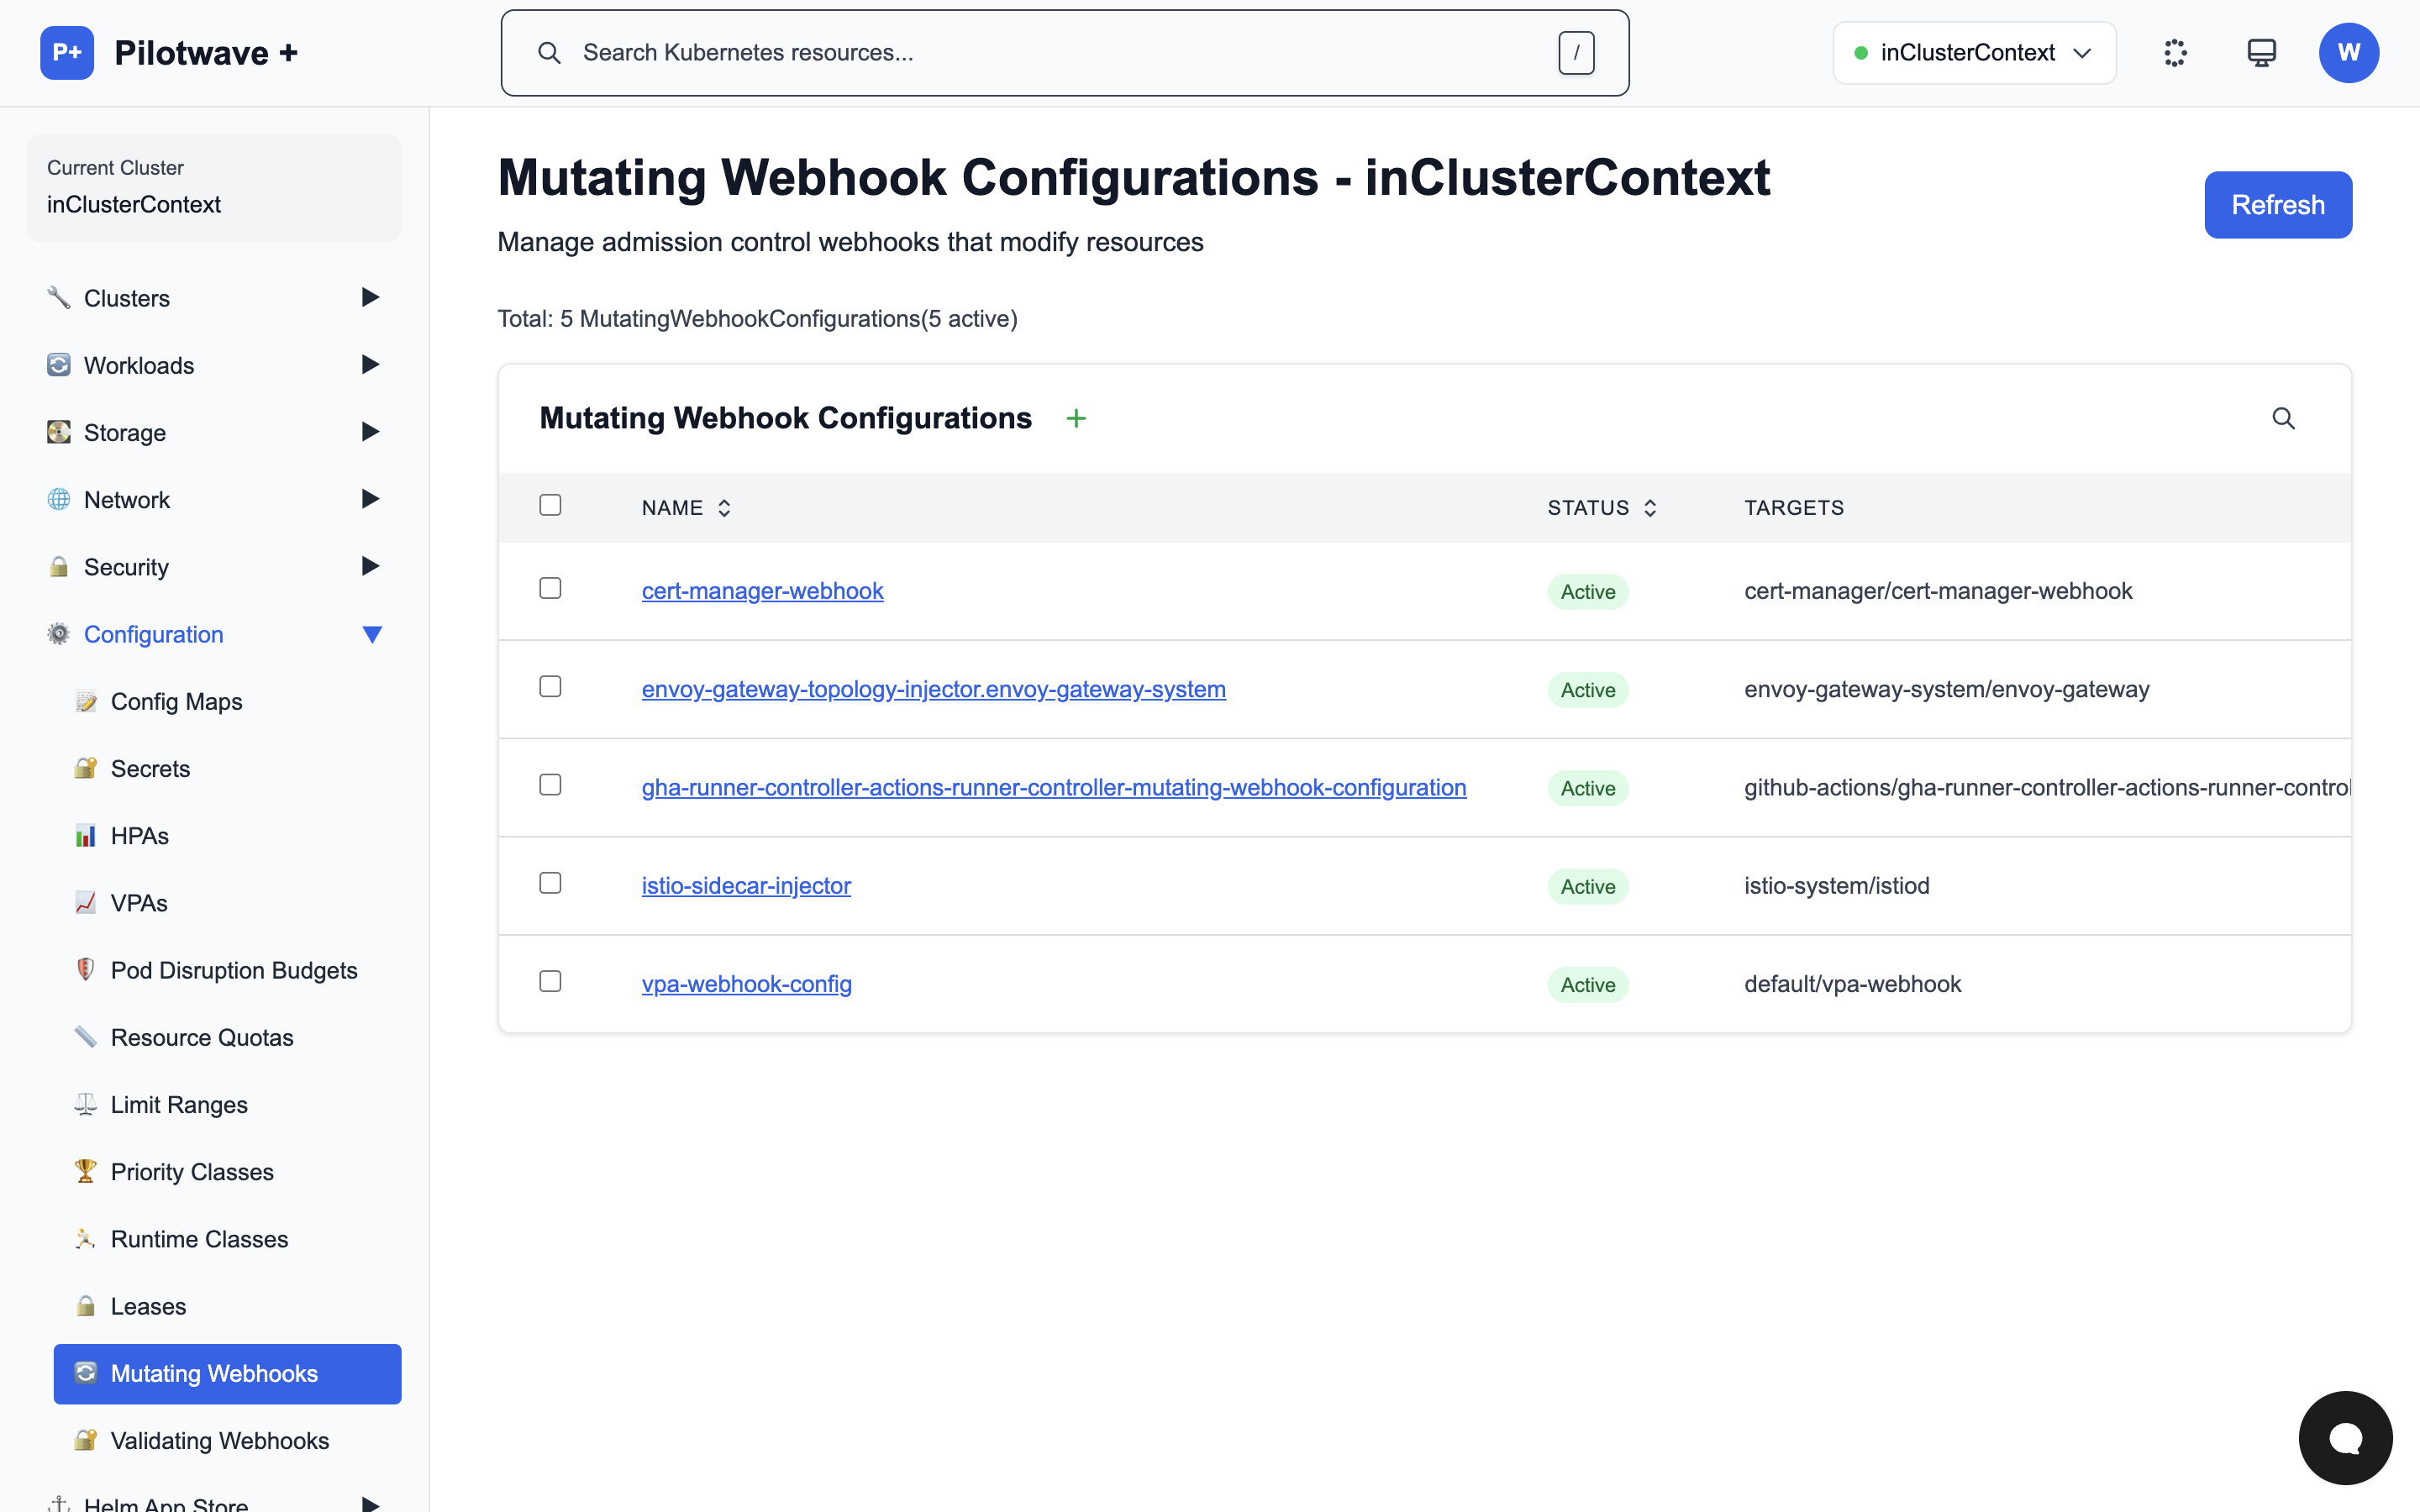 P+ Pilotwave +
Search Kubernetes resources... /
inClusterContext
W
Current Cluster
inClusterContext
Clusters
Workloads
Storage
Network
Security
Configuration
Config Maps
Secrets
HPAs
VPAs
Pod Disruption Budgets
Resource Quotas
Limit Ranges
Priority Classes
Runtime Classes
Leases
Mutating Webhooks
Validating Webhooks
Helm App Store
Mutating Webhook Configurations - inClusterContext
Manage admission control webhooks that modify resources
Refresh
Total: 5 MutatingWebhookConfigurations(5 active)
Mutating Webhook Configurations +
NAME STATUS TARGETS
cert-manager-webhook Active cert-manager/cert-manager-webhook
envoy-gateway-topology-injector.envoy-gateway-system Active envoy-gateway-system/envoy-gateway
gha-runner-controller-actions-runner-controller-mutating-webhook-configuration Active github-actions/gha-runner-controller-actions-runner-control
istio-sidecar-injector Active istio-system/istiod
vpa-webhook-config Active default/vpa-webhook